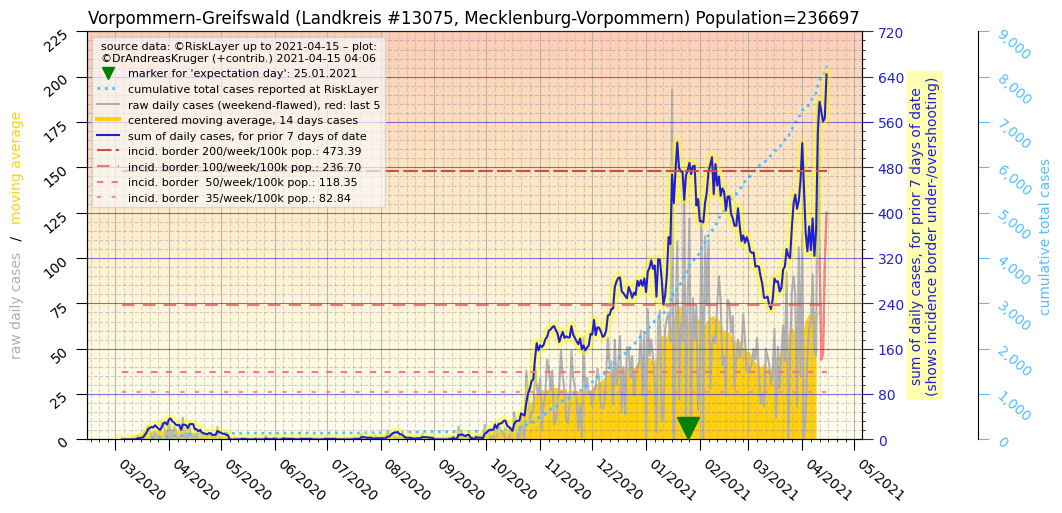 Vorpommern-Greifswald (Landkreis #13075, Mecklenburg-Vorpommern) Population=236697
source data: ©RiskLayer up to 2021-04-15 – plot:
©DrAndreasKruger (+contrib.) 2021-04-15 04:06
marker for 'expectation day': 25.01.2021
cumulative total cases reported at RiskLayer
raw daily cases (weekend-flawed), red: last 5
centered moving average, 14 days cases
sum of daily cases, for prior 7 days of date
incid. border 200/week/100k pop.: 473.39
incid. border 100/week/100k pop.: 236.70
incid. border  50/week/100k pop.: 118.35
incid. border  35/week/100k pop.: 82.84
raw daily cases  /  moving average
225
200
175
150
125
100
75
50
25
0
03/2020
04/2020
05/2020
06/2020
07/2020
08/2020
09/2020
10/2020
11/2020
12/2020
01/2021
02/2021
03/2021
04/2021
05/2021
720
640
560
480
400
320
240
160
80
0
sum of daily cases, for prior 7 days of date
(shows incidence border under-/overshooting)
9,000
8,000
7,000
6,000
5,000
4,000
3,000
2,000
1,000
0
cumulative total cases